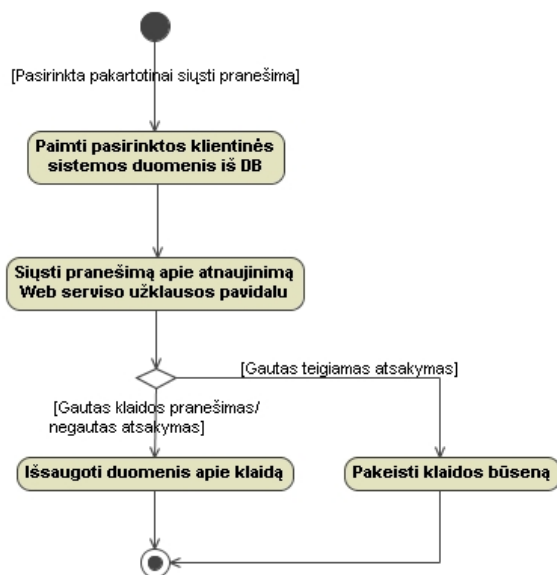 [Pasirinkta pakartotinai siųsti pranešimą]
Paimti pasirinktos klientinės
sistemos duomenis iš DB
Siųsti pranešimą apie atnaujinimą
Web serviso užklausos pavidalu
[Gautas teigiamas atsakymas]
[Gautas klaidos pranešimas/
negautas atsakymas]
Išsaugoti duomenis apie klaidą
Pakeisti klaidos būseną